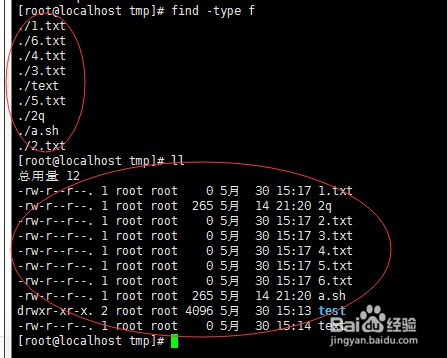 [root@localhost tmp]# find -type f
./1.txt
./6.txt
./4.txt
./3.txt
./text
./5.txt
./2q
./a.sh
./2.txt
[root@localhost tmp]# ll
总用量 12
-rw-r--r--. 1 root root 0 5月 30 15:17 1.txt
-rw-r--r--. 1 root root 265 5月 14 21:20 2q
-rw-r--r--. 1 root root 0 5月 30 15:17 2.txt
-rw-r--r--. 1 root root 0 5月 30 15:17 3.txt
-rw-r--r--. 1 root root 0 5月 30 15:17 4.txt
-rw-r--r--. 1 root root 0 5月 30 15:17 5.txt
-rw-r--r--. 1 root root 0 5月 30 15:17 6.txt
-rw-r--r--. 1 root root 265 5月 14 21:20 a.sh
drwxr-xr-x. 2 root root 4096 5月 30 15:13 test
-rw-r--r--. 1 root root 0 5月 30 15:14 text
[root@localhost tmp]#
Baidu 经验
jingyan.baidu.com